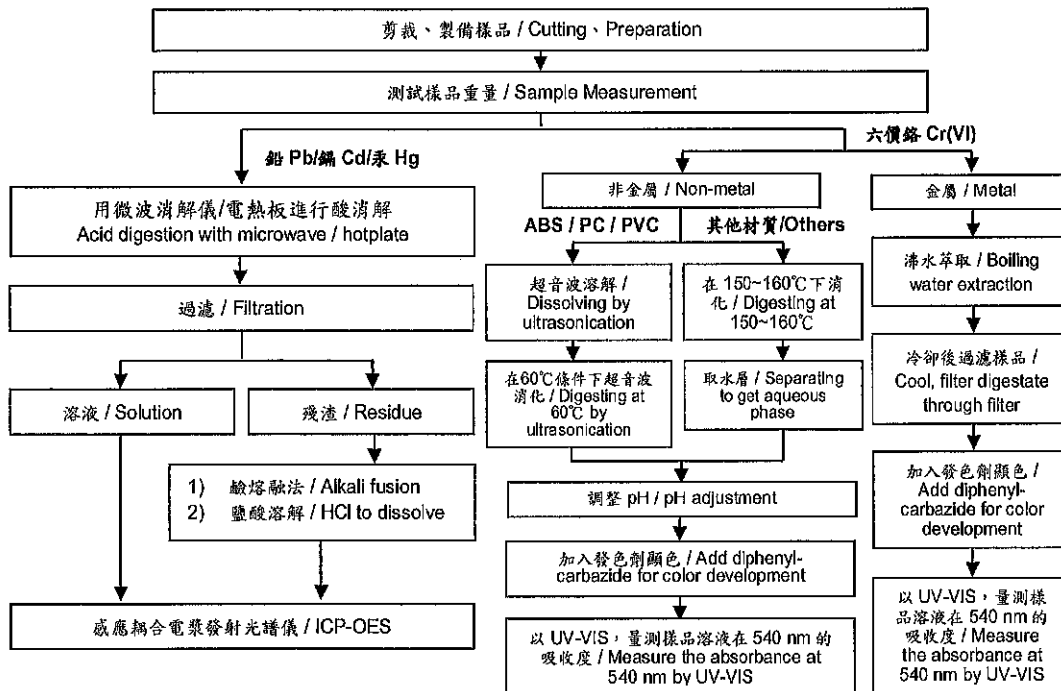 剪裁、製備樣品 / Cutting、Preparation
測試樣品重量 / Sample Measurement
六價鉻 Cr(VI)
鉛 Pb/鎘 Cd/汞 Hg
用微波消解儀/電熱板進行酸消解
Acid digestion with microwave / hotplate
過濾 / Filtration
溶液 / Solution
殘渣 / Residue
1) 鹼熔融法 / Alkali fusion
2) 鹽酸溶解 / HCl to dissolve
感應耦合電漿發射光譜儀 / ICP-OES
非金屬 / Non-metal
ABS / PC / PVC
其他材質/Others
超音波溶解 /
Dissolving by
ultrasonication
在60℃條件下超音波
消化 / Digesting at
60℃ by
ultrasonication
在 150~160℃下消
化 / Digesting at
150~160℃
取水層 / Separating
to get aqueous
phase
調整 pH / pH adjustment
加入發色劑顯色 / Add diphenyl-
carbazide for color development
以 UV-VIS，量測樣品溶液在 540 nm 的
吸收度 / Measure the absorbance at
540 nm by UV-VIS
金屬 / Metal
沸水萃取 / Boiling
water extraction
冷卻後過濾樣品 /
Cool, filter digestate
through filter
加入發色劑顯色 /
Add diphenyl-
carbazide for color
development
以 UV-VIS，量測樣
品溶液在 540 nm 的
吸收度 / Measure
the absorbance at
540 nm by UV-VIS